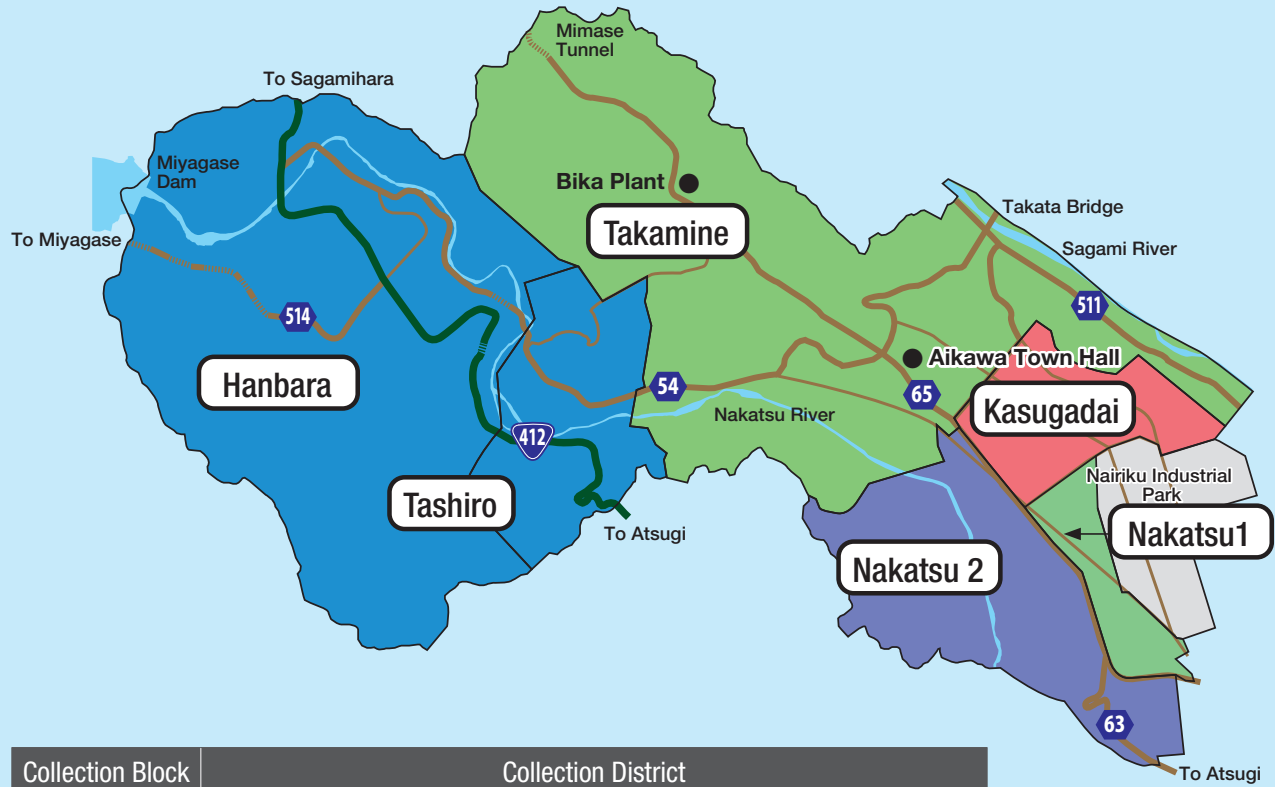 Mimase
Tunnel
To Sagamihara
Miyagase
Dam
Bika Plant
Takata Bridge
Takamine
To Miyagase
Sagami River
514
511
Aikawa Town Hall
Hanbara
54
65
Kasugadai
Nakatsu River
412
Nairiku Industrial
Park
Tashiro
To Atsugi
Nakatsu1
Nakatsu 2
63
To Atsugi
Collection Block
Collection District